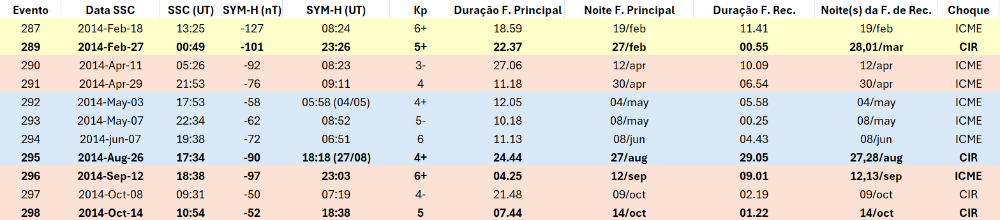 Evento Data SSC SSC (UT) SYM-H (nT) SYM-H (UT) Kp Duração F. Principal Noite F. Principal Duração F. Rec. Noite(s) da F. de Rec. Choque
287 2014-Feb-18 13:25 -127 08:24 6+ 18.59 19/feb 11.41 19/feb ICME
289 2014-Feb-27 00:49 -101 23:26 5+ 22.37 27/feb 00.55 28,01/mar CIR
290 2014-Apr-11 05:26 -92 08:23 3- 27.06 12/apr 10.09 12/apr ICME
291 2014-Apr-29 21:53 -76 09:11 4 11.18 30/apr 06.54 30/apr ICME
292 2014-May-03 17:53 -58 05:58 (04/05) 4+ 12.05 04/may 05.58 04/may ICME
293 2014-May-07 22:34 -62 08:52 5- 10.18 08/may 00.25 08/may ICME
294 2014-jun-07 19:38 -72 06:51 6 11.13 08/jun 04.43 08/jun ICME
295 2014-Aug-26 17:34 -90 18:18 (27/08) 4+ 24.44 27/aug 29.05 27,28/aug CIR
296 2014-Sep-12 18:38 -97 23:03 6+ 04.25 12/sep 09.01 12,13/sep ICME
297 2014-Oct-08 09:31 -50 07:19 4- 21.48 09/oct 02.19 09/oct CIR
298 2014-Oct-14 10:54 -52 18:38 5 07.44 14/oct 01.22 14/oct CIR